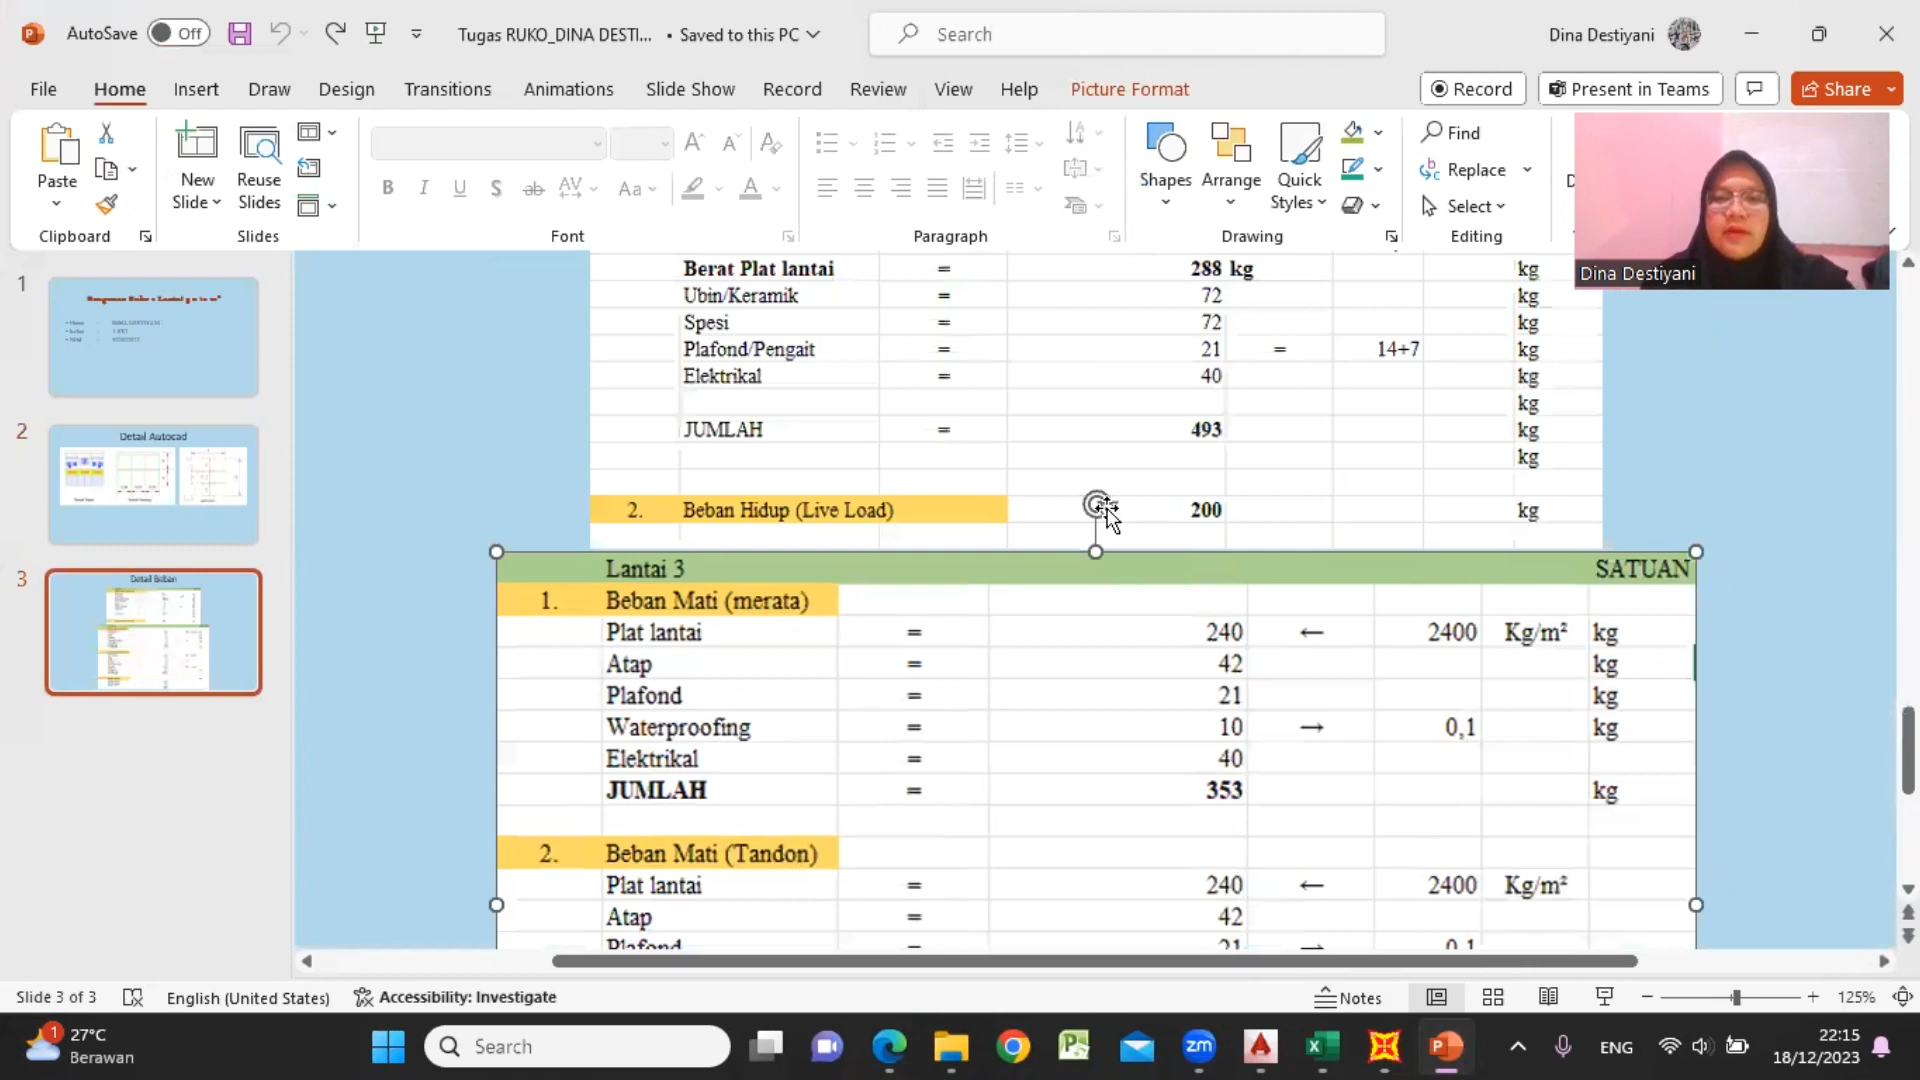 AutoSave Off Tugas RUKO_DINA DESTI... • Saved to this PC Search Dina Destiyani
File Home Insert Draw Design Transitions Animations Slide Show Record Review View Help Picture Format Record Present in Teams Share
Paste
New Slide
Reuse Slides
Shapes
Arrange
Quick Styles
Find
Replace
Select
Clipboard Slides Font Paragraph Drawing Editing
Dina Destiyani
1
2
Detail Autocad
3
Detail Beban
Berat Plat lantai = 288 kg kg
Ubin/Keramik = 72 kg
Spesi = 72 kg
Plafond/Pengait = 21 = 14+7 kg
Elektrikal = 40 kg
kg
JUMLAH = 493 kg
kg
2. Beban Hidup (Live Load) 200 kg
Lantai 3 SATUAN
1. Beban Mati (merata)
Plat lantai = 240 ← 2400 Kg/m² kg
Atap = 42 kg
Plafond = 21 kg
Waterproofing = 10 → 0,1 kg
Elektrikal = 40
JUMLAH = 353 kg
2. Beban Mati (Tandon)
Plat lantai = 240 ← 2400 Kg/m²
Atap = 42
Plafond = 21 → 0,1
Slide 3 of 3 English (United States) Accessibility: Investigate Notes 125%
27°C
Berawan
Search
zm
ENG
22:15
18/12/2023